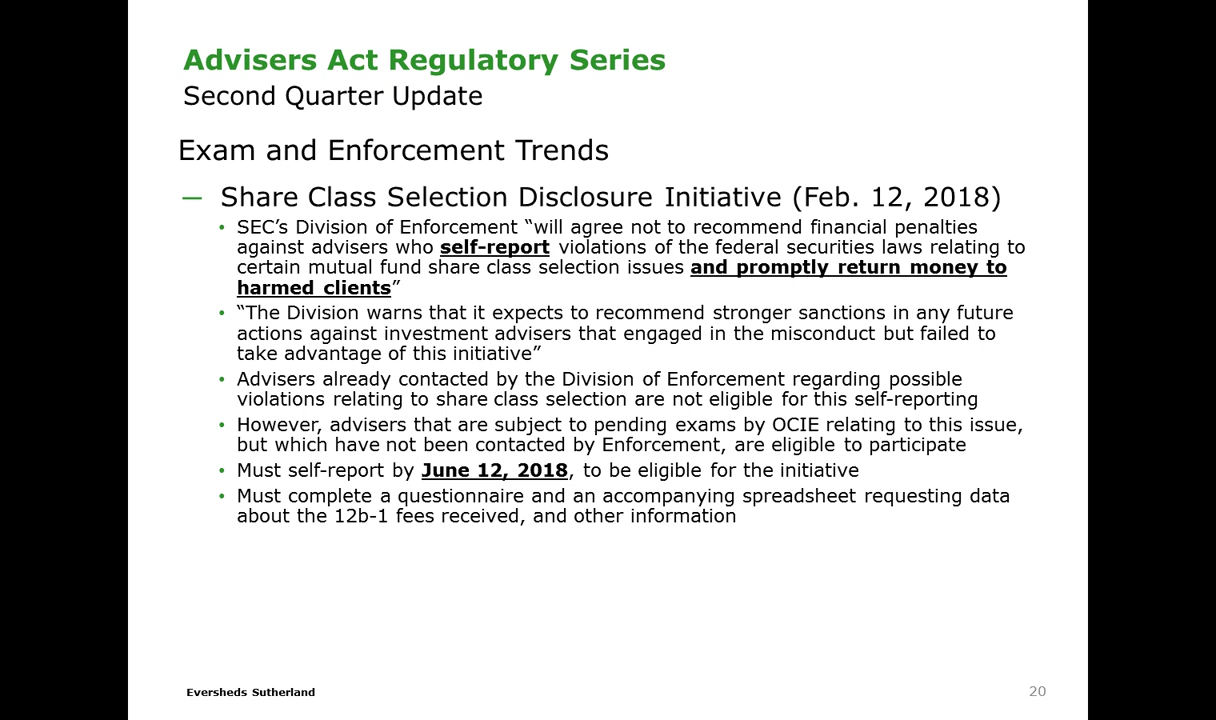 Advisers Act Regulatory Series
Second Quarter Update
Exam and Enforcement Trends
— Share Class Selection Disclosure Initiative (Feb. 12, 2018)
• SEC’s Division of Enforcement “will agree not to recommend financial penalties
against advisers who self-report violations of the federal securities laws relating to
certain mutual fund share class selection issues and promptly return money to
harmed clients”
• “The Division warns that it expects to recommend stronger sanctions in any future
actions against investment advisers that engaged in the misconduct but failed to
take advantage of this initiative”
• Advisers already contacted by the Division of Enforcement regarding possible
violations relating to share class selection are not eligible for this self-reporting
• However, advisers that are subject to pending exams by OCIE relating to this issue,
but which have not been contacted by Enforcement, are eligible to participate
• Must self-report by June 12, 2018, to be eligible for the initiative
• Must complete a questionnaire and an accompanying spreadsheet requesting data
about the 12b-1 fees received, and other information
Eversheds Sutherland
20